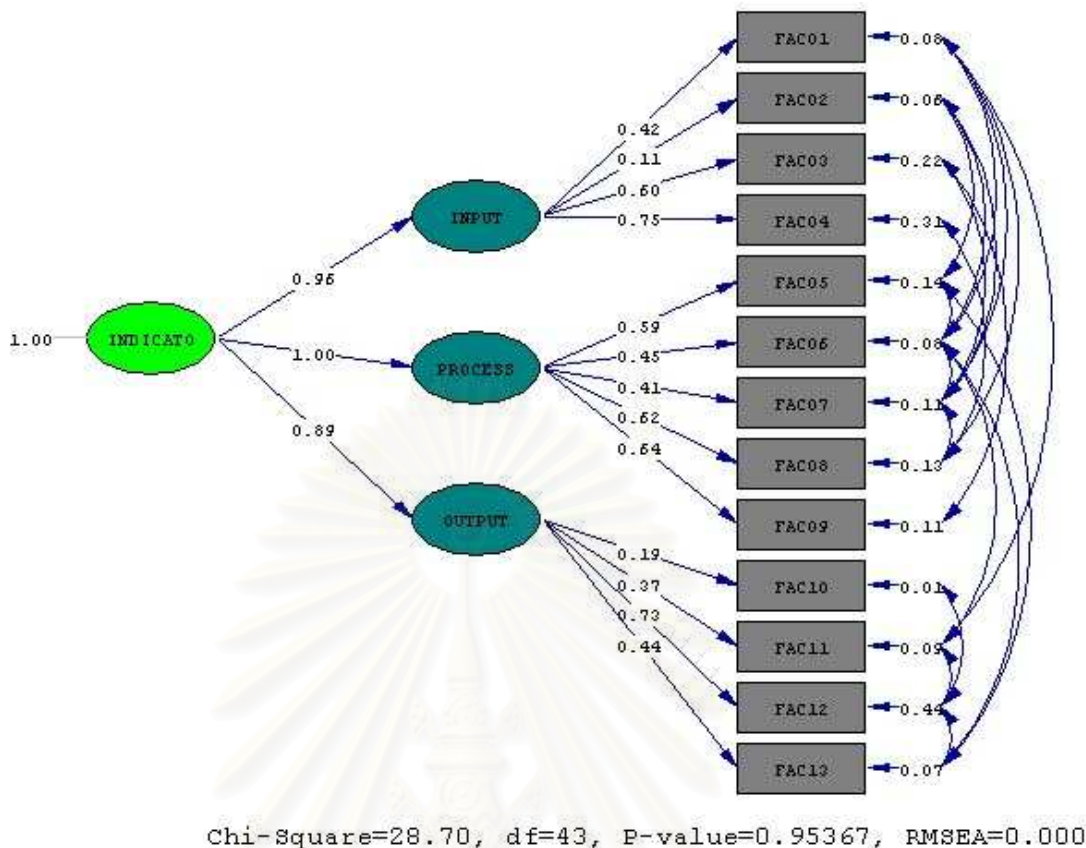 FAC01
0.08
FAC02
0.06
0.42
0.11
FAC03
0.22
0.60
INPUT
0.75
FAC04
0.31
0.96
FAC05
0.14
0.59
1.00
INDICATO
FAC06
0.08
0.45
1.00
PROCESS
0.41
FAC07
0.11
0.62
0.89
0.64
FAC08
0.13
OUTPUT
FAC09
0.11
0.19
0.37
FAC10
0.01
0.73
0.44
FAC11
0.09
FAC12
0.44
FAC13
0.07
Chi-Square=28.70, df=43, P-value=0.95367, RMSEA=0.000